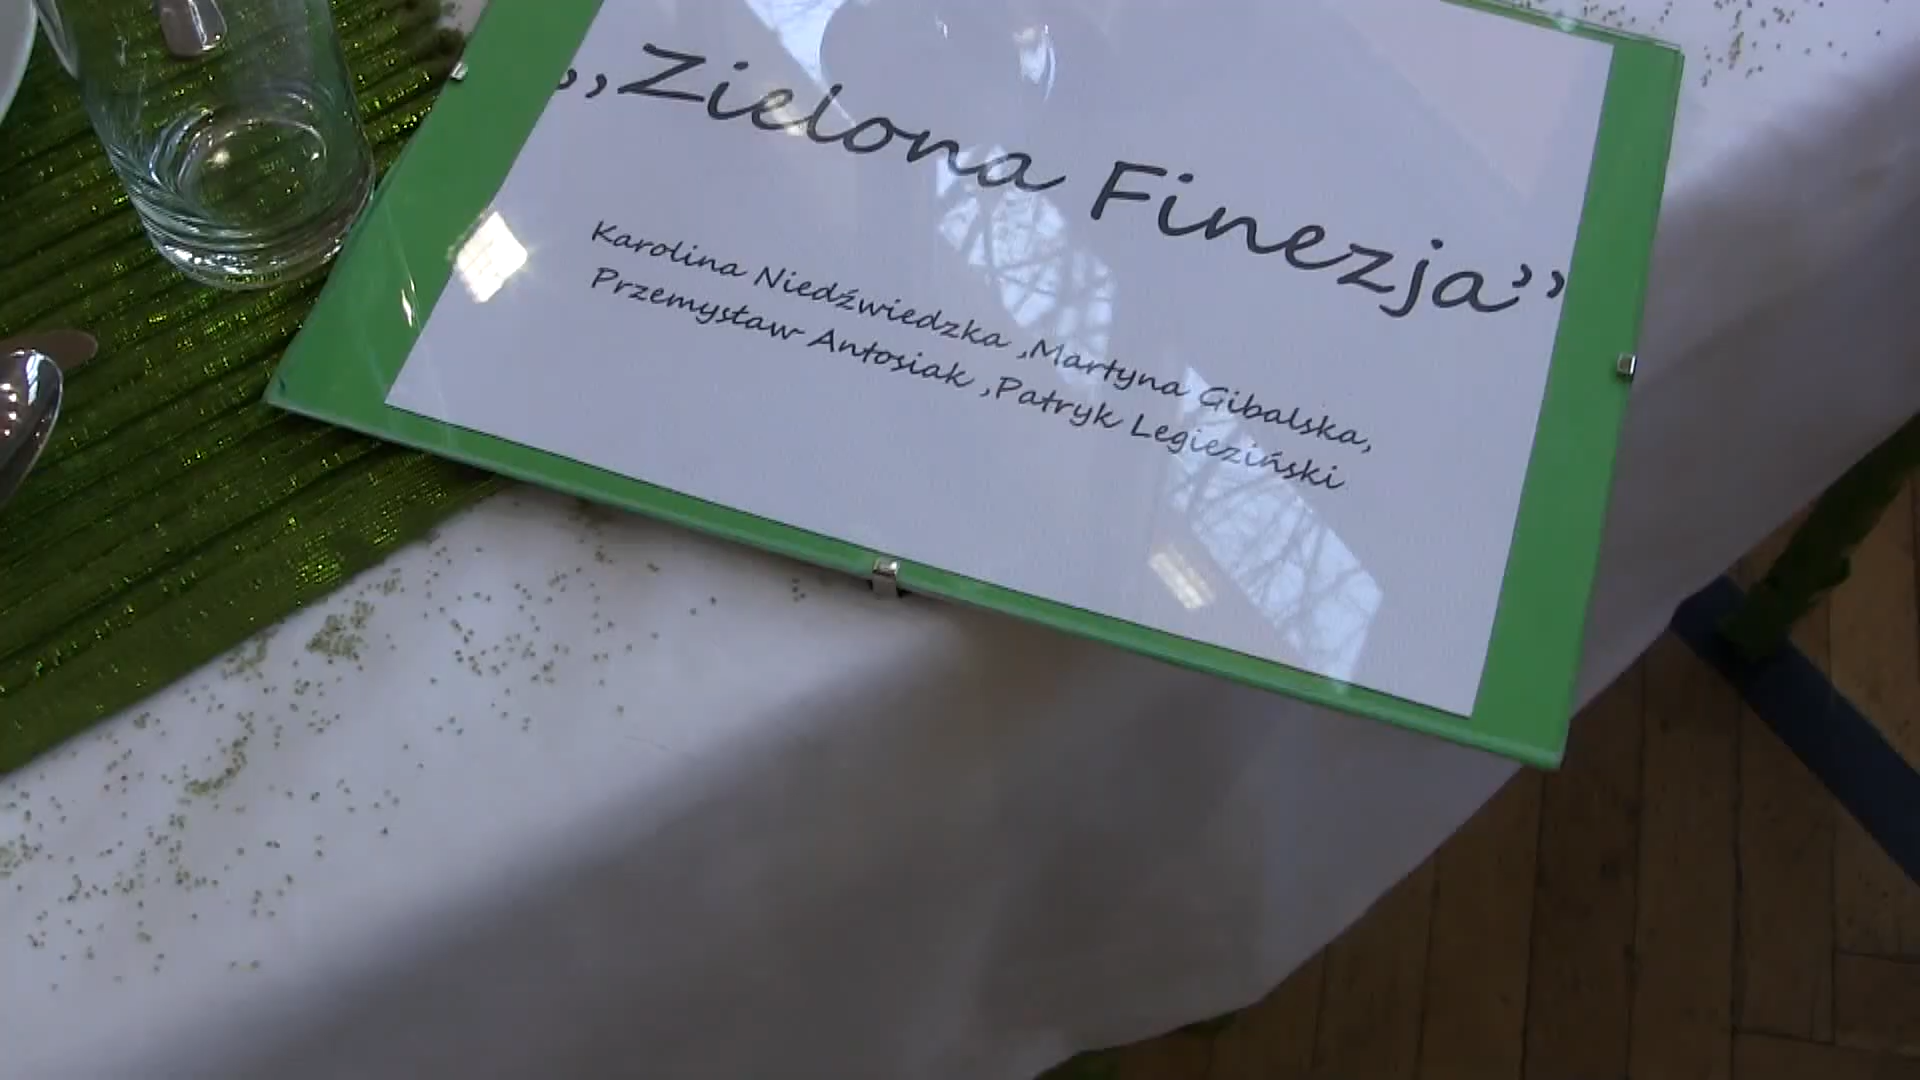 „Zielona Finezja”
Karolina Niedźwiedzka ,Martyna Gibalska,
Przemysław Antosiak ,Patryk Legieziński